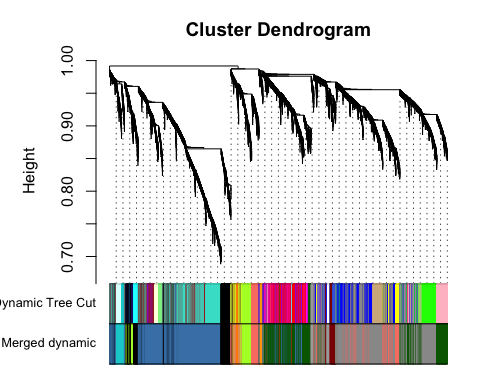 Cluster Dendrogram
Height
1.00
0.90
0.80
0.70
Dynamic Tree Cut
Merged dynamic